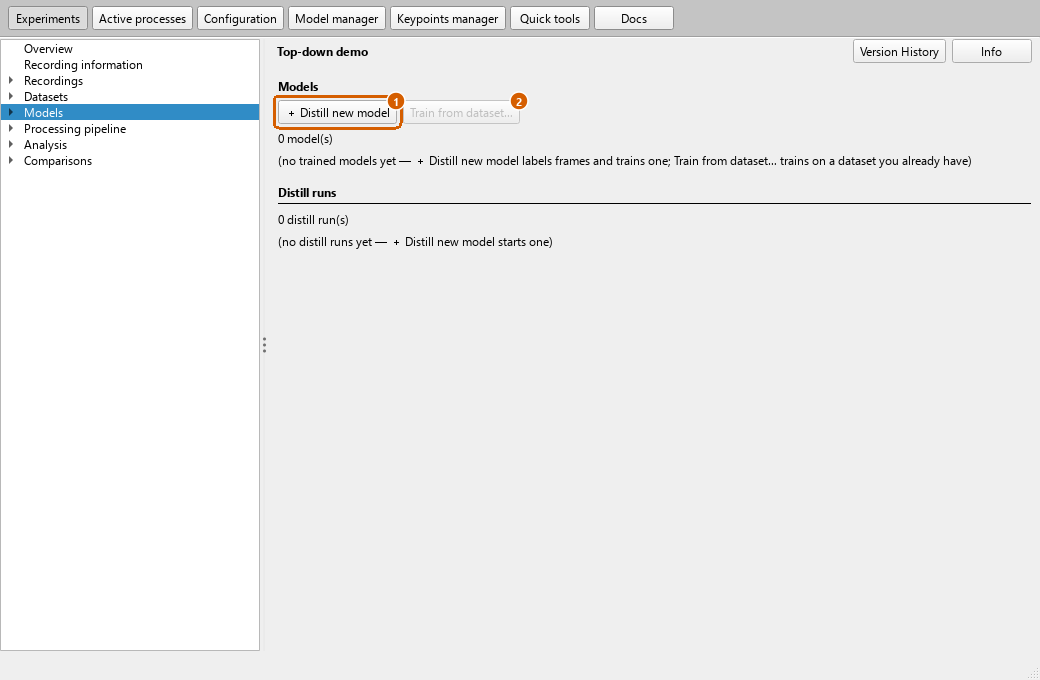 Experiments Active processes Configuration Model manager Keypoints manager Quick tools Docs
Overview
Recording information
Recordings
Datasets
Models
Processing pipeline
Analysis
Comparisons
Top-down demo
Version History Info
Models
+ Distill new model 1 Train from dataset... 2
0 model(s)
(no trained models yet — + Distill new model labels frames and trains one; Train from dataset... trains on a dataset you already have)
Distill runs
0 distill run(s)
(no distill runs yet — + Distill new model starts one)